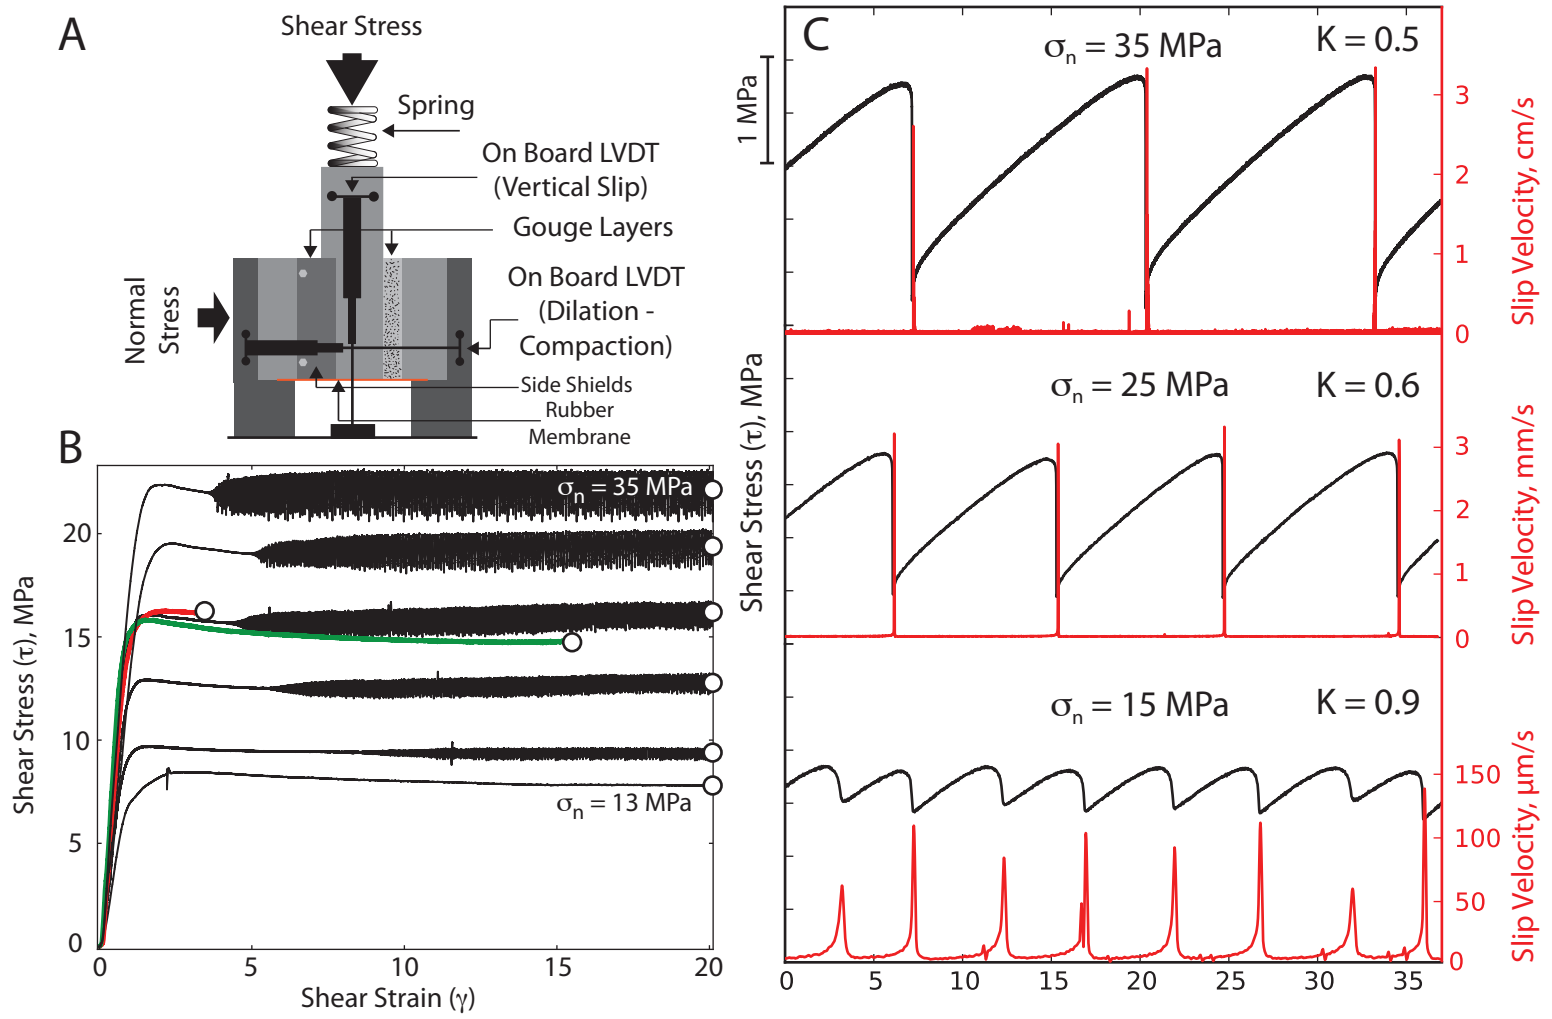 A
Shear Stress
Spring
On Board LVDT
(Vertical Slip)
Gouge Layers
On Board LVDT
(Dilation -
Compaction)
Normal
Stress
Side Shields
Rubber
Membrane
B
σn = 35 MPa
σn = 13 MPa
20
15
10
5
0
Shear Stress (τ), MPa
0 5 10 15 20
Shear Strain (γ)
C
σn = 35 MPa K = 0.5
1 MPa
3
2
1
0
Slip Velocity, cm/s
σn = 25 MPa K = 0.6
Shear Stress (τ), MPa
3
2
1
0
Slip Velocity, mm/s
σn = 15 MPa K = 0.9
150
100
50
0
Slip Velocity, μm/s
0 5 10 15 20 25 30 35